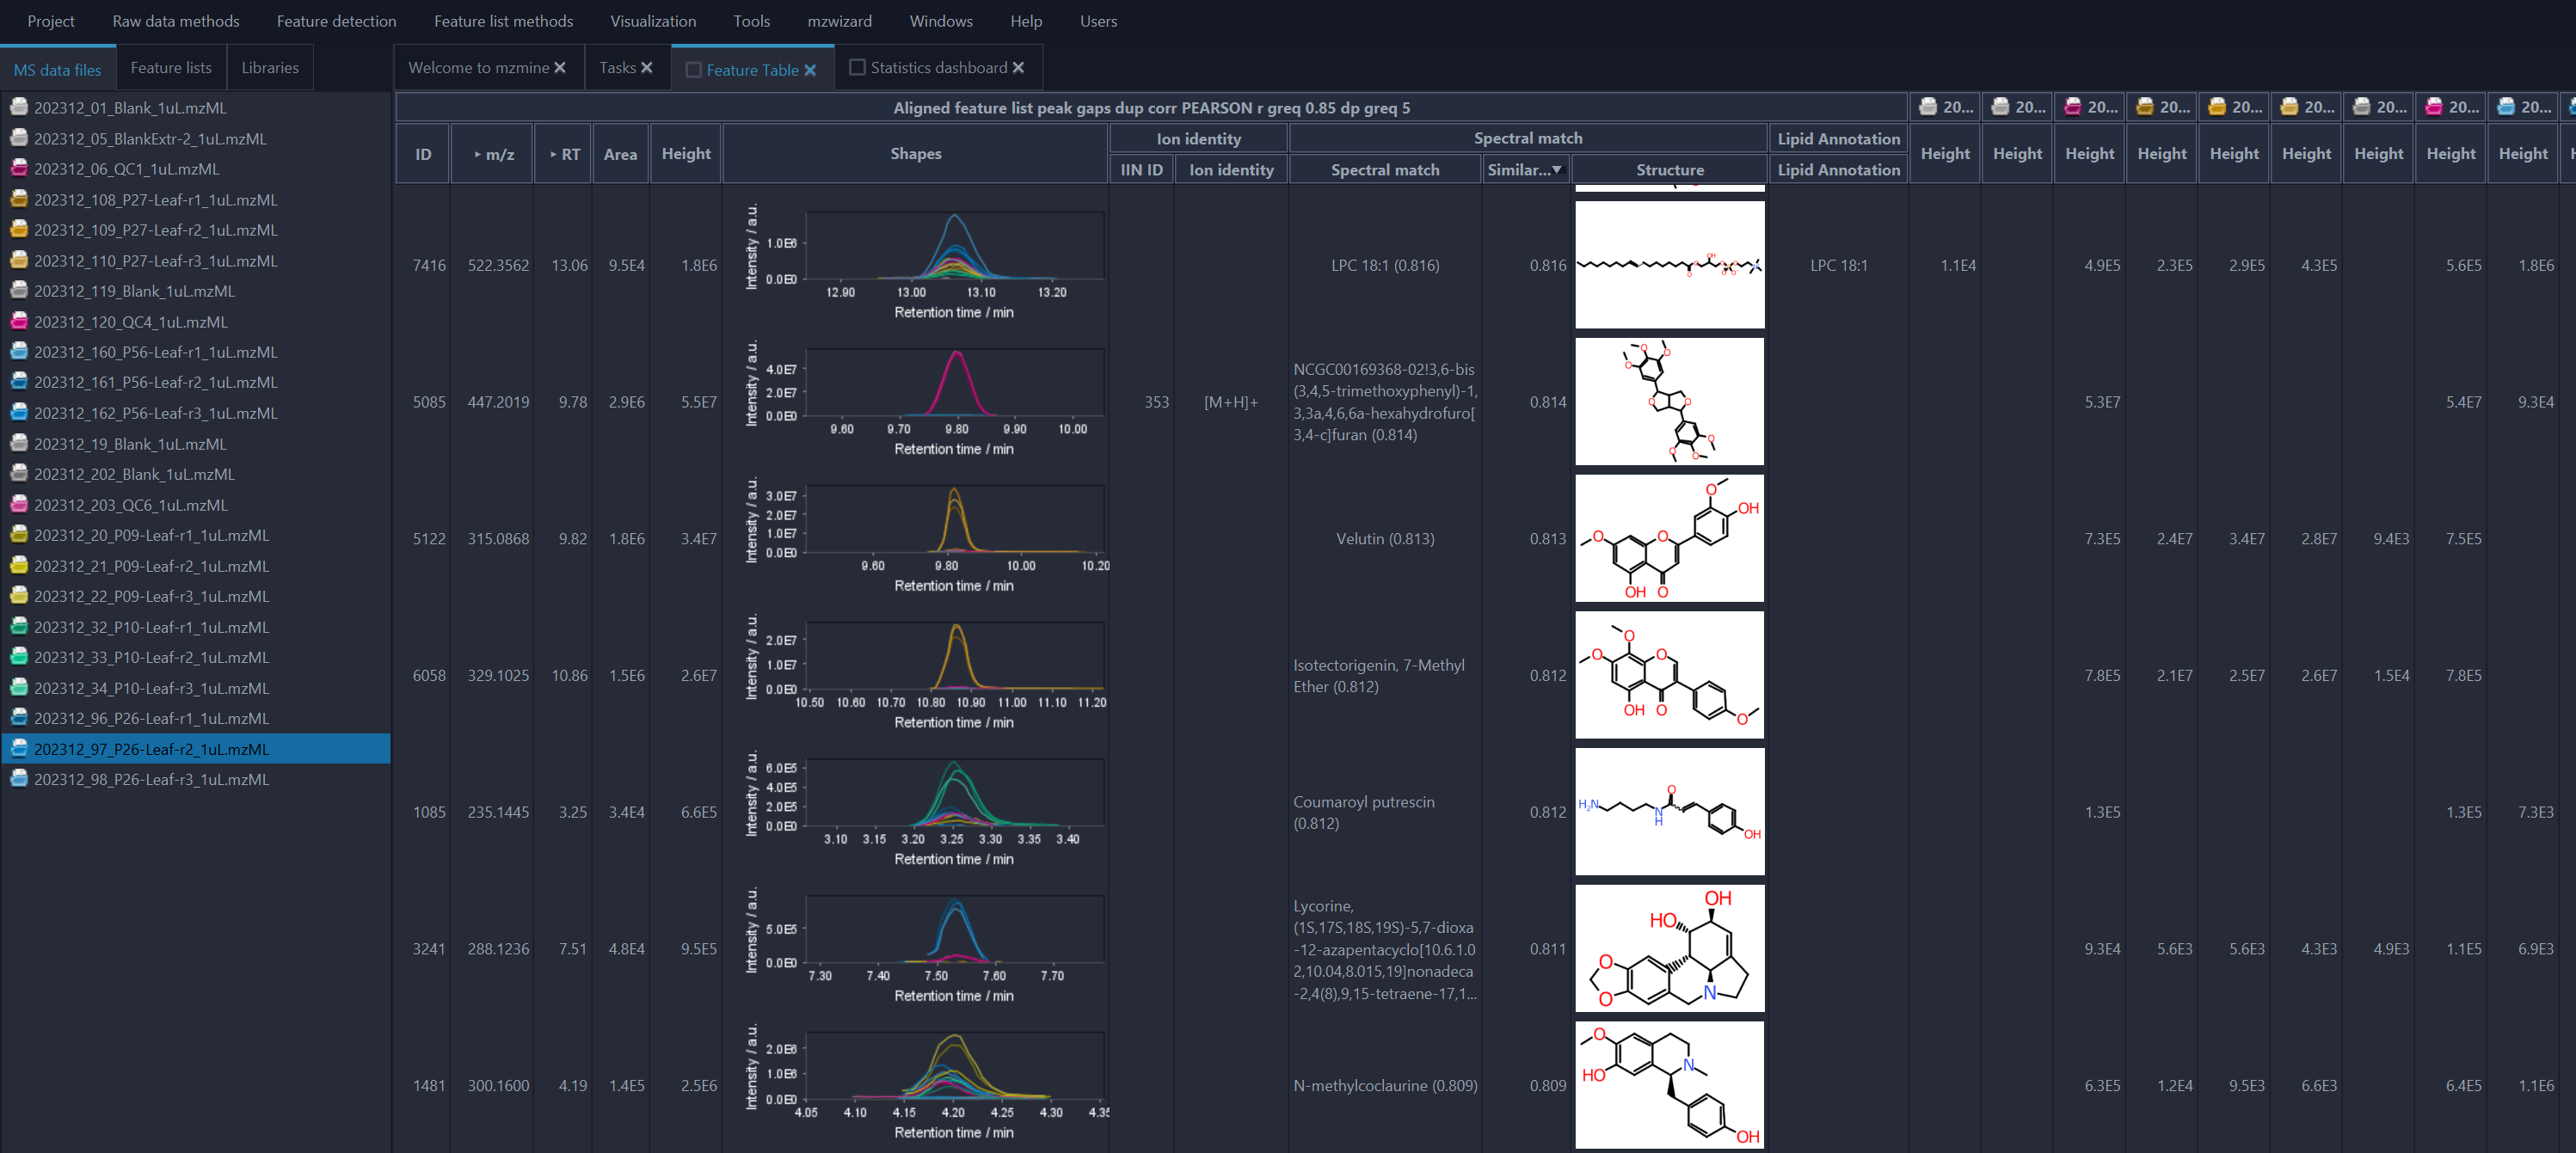 Project Raw data methods Feature detection Feature list methods Visualization Tools mzwizard Windows Help Users
MS data files Feature lists Libraries
Welcome to mzmine Tasks Feature Table Statistics dashboard
202312_01_Blank_1uL.mzML
202312_05_BlankExtr-2_1uL.mzML
202312_06_QC1_1uL.mzML
202312_108_P27-Leaf-r1_1uL.mzML
202312_109_P27-Leaf-r2_1uL.mzML
202312_110_P27-Leaf-r3_1uL.mzML
202312_119_Blank_1uL.mzML
202312_120_QC4_1uL.mzML
202312_160_P56-Leaf-r1_1uL.mzML
202312_161_P56-Leaf-r2_1uL.mzML
202312_162_P56-Leaf-r3_1uL.mzML
202312_19_Blank_1uL.mzML
202312_202_Blank_1uL.mzML
202312_203_QC6_1uL.mzML
202312_20_P09-Leaf-r1_1uL.mzML
202312_21_P09-Leaf-r2_1uL.mzML
202312_22_P09-Leaf-r3_1uL.mzML
202312_32_P10-Leaf-r1_1uL.mzML
202312_33_P10-Leaf-r2_1uL.mzML
202312_34_P10-Leaf-r3_1uL.mzML
202312_96_P26-Leaf-r1_1uL.mzML
202312_97_P26-Leaf-r2_1uL.mzML
202312_98_P26-Leaf-r3_1uL.mzML
Aligned feature list peak gaps dup corr PEARSON r greq 0.85 dp greq 5 20... 20... 20... 20... 20... 20... 20... 20... 20...
Ion identity Spectral match Lipid Annotation
ID m/z RT Area Height Shapes Height Height Height Height Height Height Height Height Height
IIN ID Ion identity Spectral match Similar... Structure Lipid Annotation
7416 522.3562 13.06 9.5E4 1.8E6 LPC 18:1 (0.816) 0.816 LPC 18:1 1.1E4 4.9E5 2.3E5 2.9E5 4.3E5 5.6E5 1.8E6
Intensity / a.u.
1.0E6
0.0E0
12.90 13.00 13.10 13.20
Retention time / min
OH
O
O
P
O
O-
N+
5085 447.2019 9.78 2.9E6 5.5E7 353 [M+H]+ 0.814 5.3E7 5.4E7 9.3E4
Intensity / a.u.
4.0E7
2.0E7
0.0E0
9.60 9.70 9.80 9.90 10.00
Retention time / min
NCGC00169368-02!3,6-bis
(3,4,5-trimethoxyphenyl)-1,
3,3a,4,6,6a-hexahydrofuro[
3,4-c]furan (0.814)
O O
O
O O
O
O O
5122 315.0868 9.82 1.8E6 3.4E7 Velutin (0.813) 0.813 7.3E5 2.4E7 3.4E7 2.8E7 9.4E3 7.5E5
Intensity / a.u.
3.0E7
2.0E7
1.0E7
0.0E0
9.60 9.80 10.00 10.20
Retention time / min
O
OH
O O
OH O
6058 329.1025 10.86 1.5E6 2.6E7 0.812 7.8E5 2.1E7 2.5E7 2.6E7 1.5E4 7.8E5
Intensity / a.u.
2.0E7
1.0E7
0.0E0
10.50 10.60 10.70 10.80 10.90 11.00 11.10 11.20
Retention time / min
Isotectorigenin, 7-Methyl
Ether (0.812)
O
O O
OH O
O
1085 235.1445 3.25 3.4E4 6.6E5 0.812 1.3E5 1.3E5 7.3E3
Intensity / a.u.
6.0E5
4.0E5
2.0E5
0.0E0
3.10 3.15 3.20 3.25 3.30 3.35 3.40
Retention time / min
Coumaroyl putrescin
(0.812)
O
H2N
N
H
OH
3241 288.1236 7.51 4.8E4 9.5E5 0.811 9.3E4 5.6E3 5.6E3 4.3E3 4.9E3 1.1E5 6.9E3
Intensity / a.u.
5.0E5
0.0E0
7.30 7.40 7.50 7.60 7.70
Retention time / min
Lycorine,
(1S,17S,18S,19S)-5,7-dioxa
-12-azapentacyclo[10.6.1.0
2,10.04,8.015,19]nonadeca
-2,4(8),9,15-tetraene-17,1...
OH
HO
O
O N
1481 300.1600 4.19 1.4E5 2.5E6 N-methylcoclaurine (0.809) 0.809 6.3E5 1.2E4 9.5E3 6.6E3 6.4E5 1.1E6
Intensity / a.u.
2.0E6
1.0E6
0.0E0
4.05 4.10 4.15 4.20 4.25 4.30 4.35
Retention time / min
O
N
HO
OH